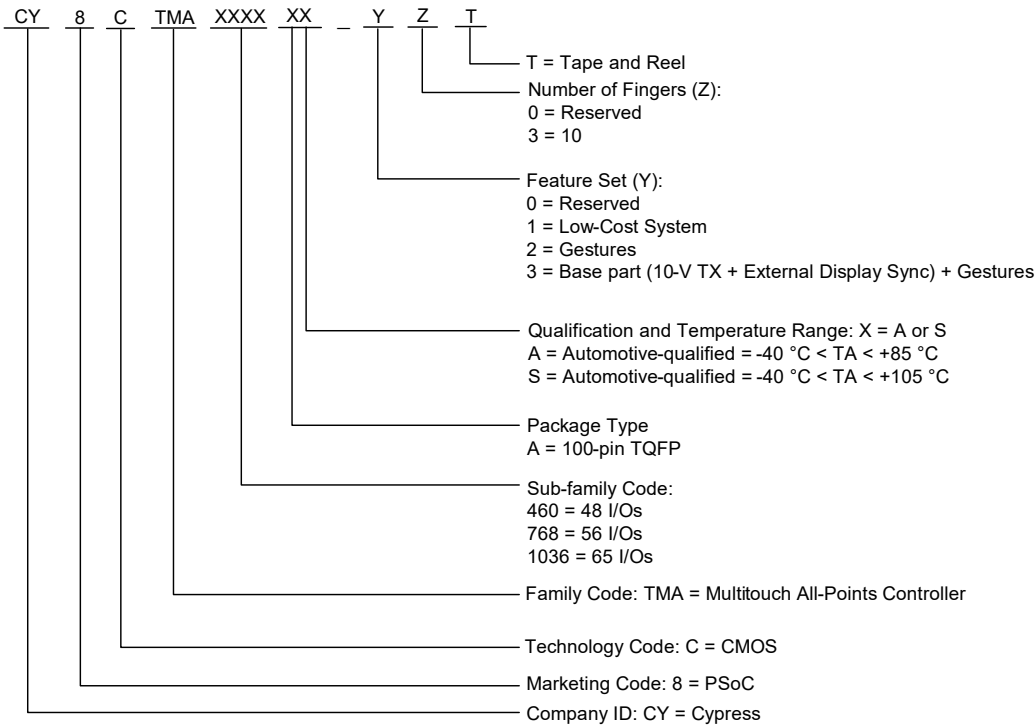 CY 8 C TMA XXXX XX _ Y Z T
T = Tape and Reel
Number of Fingers (Z):
0 = Reserved
3 = 10
Feature Set (Y):
0 = Reserved
1 = Low-Cost System
2 = Gestures
3 = Base part (10-V TX + External Display Sync) + Gestures
Qualification and Temperature Range: X = A or S
A = Automotive-qualified = -40 °C < TA < +85 °C
S = Automotive-qualified = -40 °C < TA < +105 °C
Package Type
A = 100-pin TQFP
Sub-family Code:
460 = 48 I/Os
768 = 56 I/Os
1036 = 65 I/Os
Family Code: TMA = Multitouch All-Points Controller
Technology Code: C = CMOS
Marketing Code: 8 = PSoC
Company ID: CY = Cypress